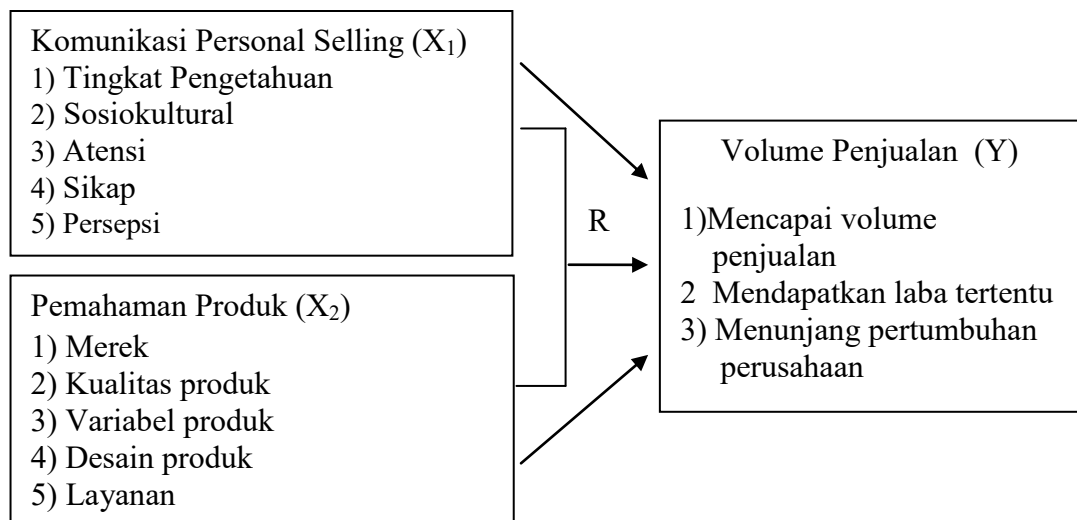 Komunikasi Personal Selling (X₁)
1) Tingkat Pengetahuan
2) Sosiokultural
3) Atensi
4) Sikap
5) Persepsi
Pemahaman Produk (X₂)
1) Merek
2) Kualitas produk
3) Variabel produk
4) Desain produk
5) Layanan
R
Volume Penjualan (Y)
1)Mencapai volume
penjualan
2 Mendapatkan laba tertentu
3) Menunjang pertumbuhan
perusahaan